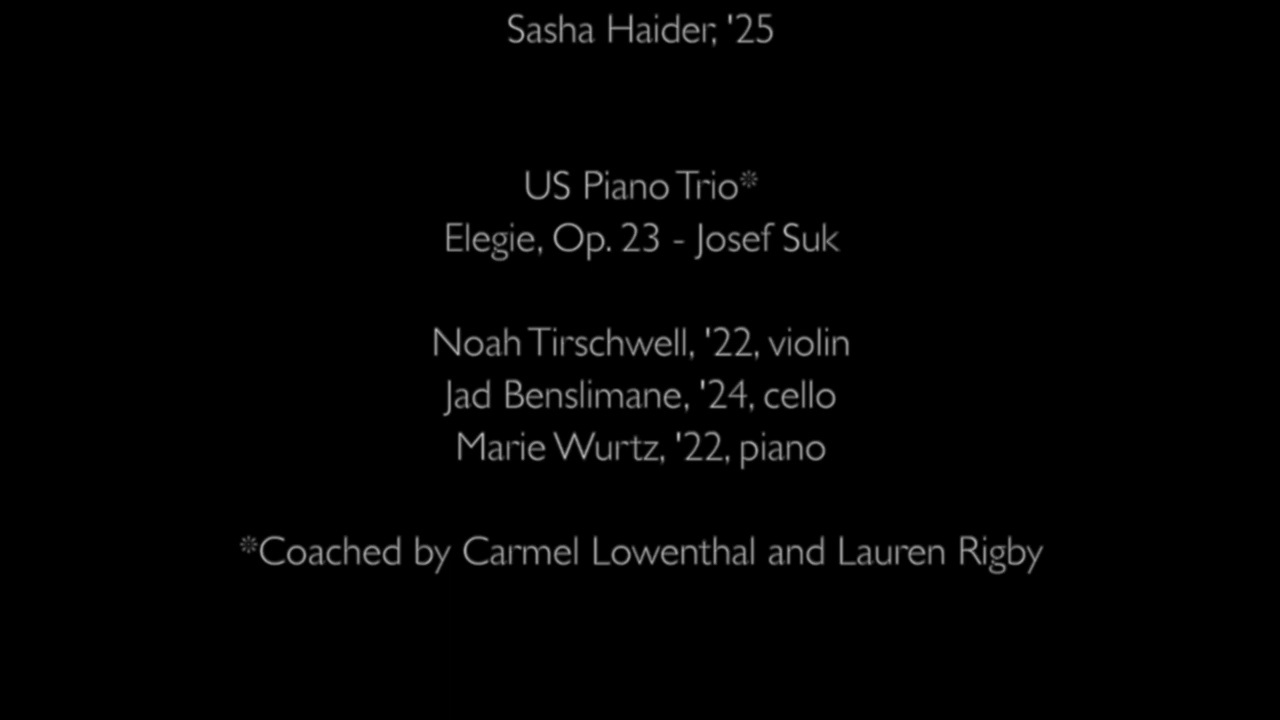 Sasha Haider, '25
US Piano Trio*
Elegie, Op. 23 - Josef Suk
Noah Tirschwell, '22, violin
Jad Benslimane, '24, cello
Marie Wurtz, '22, piano
*Coached by Carmel Lowenthal and Lauren Rigby